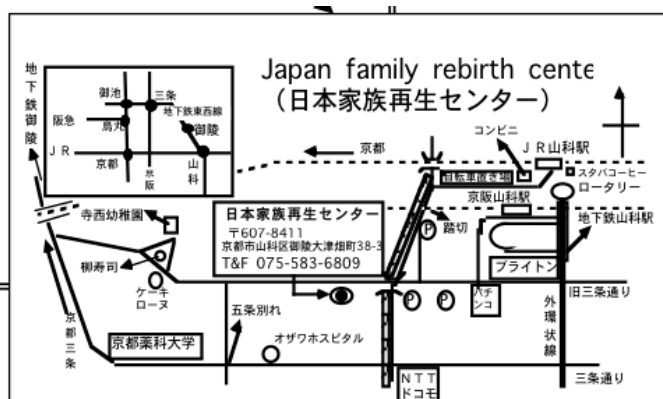 Japan family rebirth cente
（日本家族再生センター）
地下鉄御陵
御池
三条
地下鉄東西線
阪急
烏丸
御陵
ＪＲ
京都
京阪
山科
京都
コンビニ
ＪＲ山科駅
自転車置き場
スタバコーヒー
ロータリー
京阪山科駅
地下鉄山科駅
寺西幼稚園
日本家族再生センター
〒607-8411
京都市山科区御陵大津畑町38-3
T&F 075-583-6809
踏切
P
ブライトン
柳寿司
ケーキ
ローヌ
P
P
パチンコ
旧三条通り
外環状線
京都三条
五条別れ
京都薬科大学
オザワホスピタル
三条通り
ＮＴＴ
ドコモ